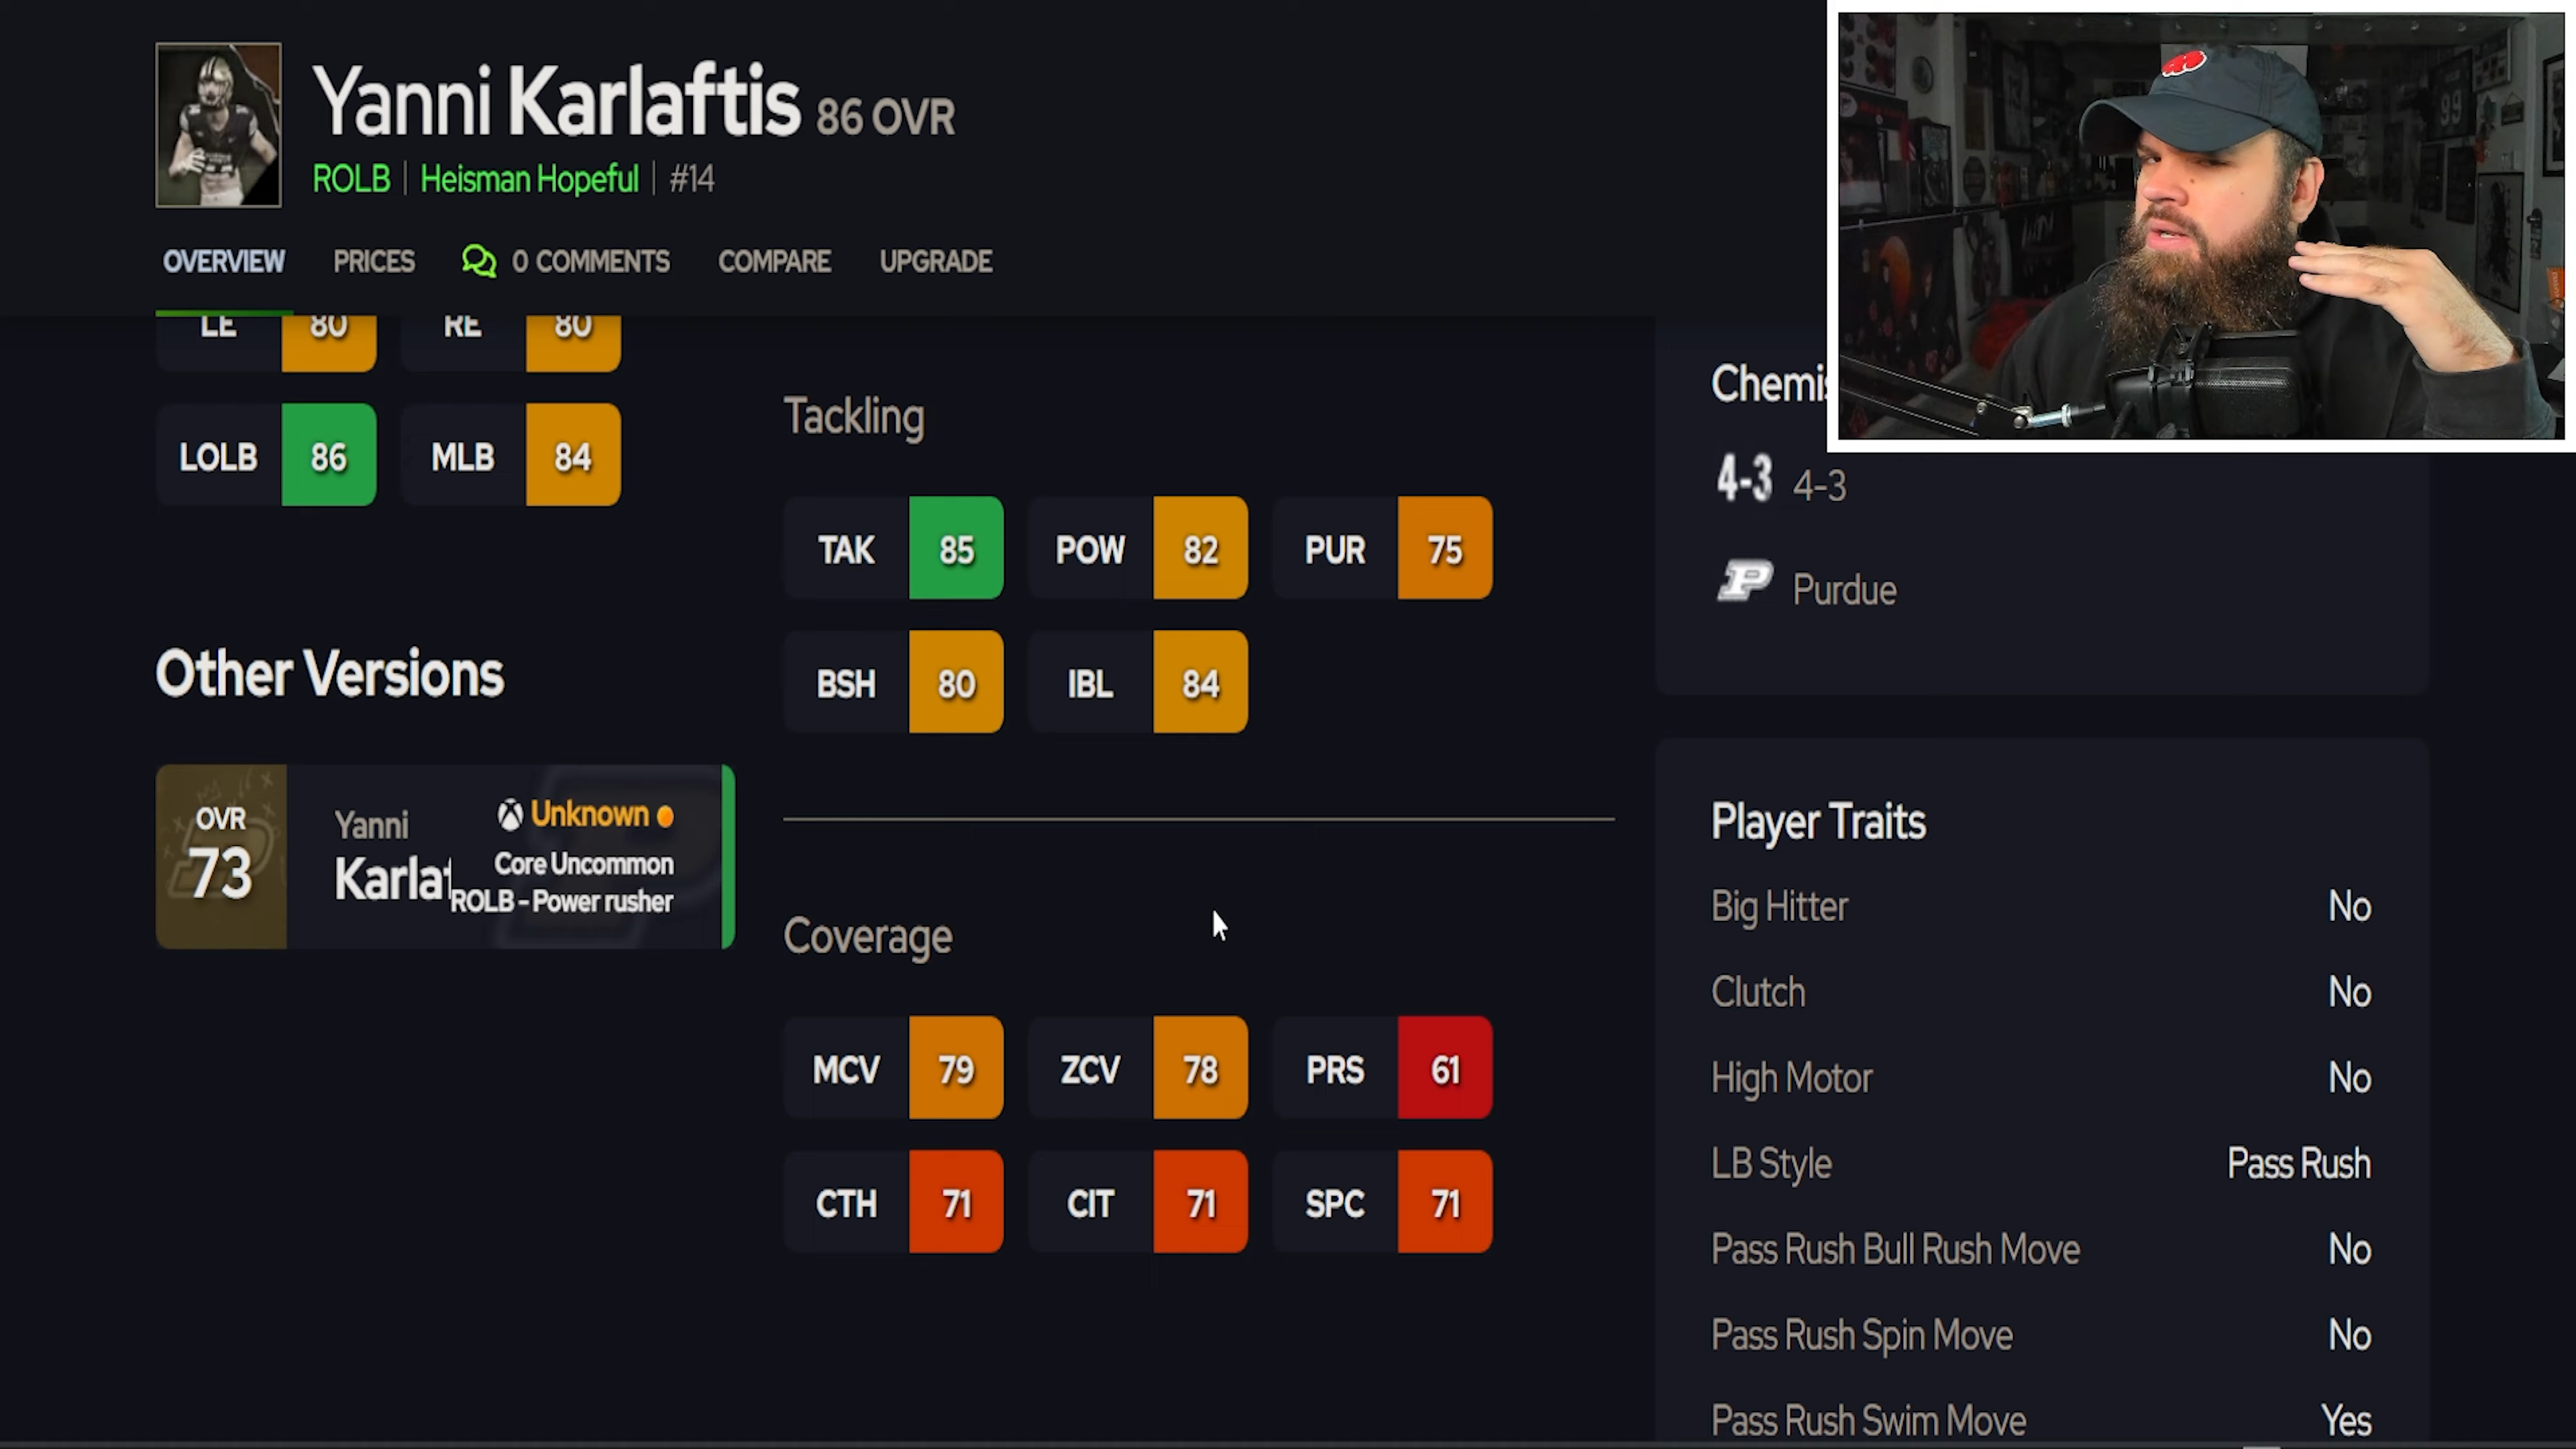 Yanni Karlaftis 86 OVR
ROLB | Heisman Hopeful | #14
OVERVIEW PRICES 0 COMMENTS COMPARE UPGRADE
LE 80 RE 80
LOLB 86 MLB 84
Other Versions
OVR
73
Yanni
Karlaf
Unknown
Core Uncommon
ROLB - Power rusher
Tackling
TAK 85 POW 82 PUR 75
BSH 80 IBL 84
Coverage
MCV 79 ZCV 78 PRS 61
CTH 71 CIT 71 SPC 71
Chemis
4-3 4-3
P Purdue
Player Traits
Big Hitter No
Clutch No
High Motor No
LB Style Pass Rush
Pass Rush Bull Rush Move No
Pass Rush Spin Move No
Pass Rush Swim Move Yes
99